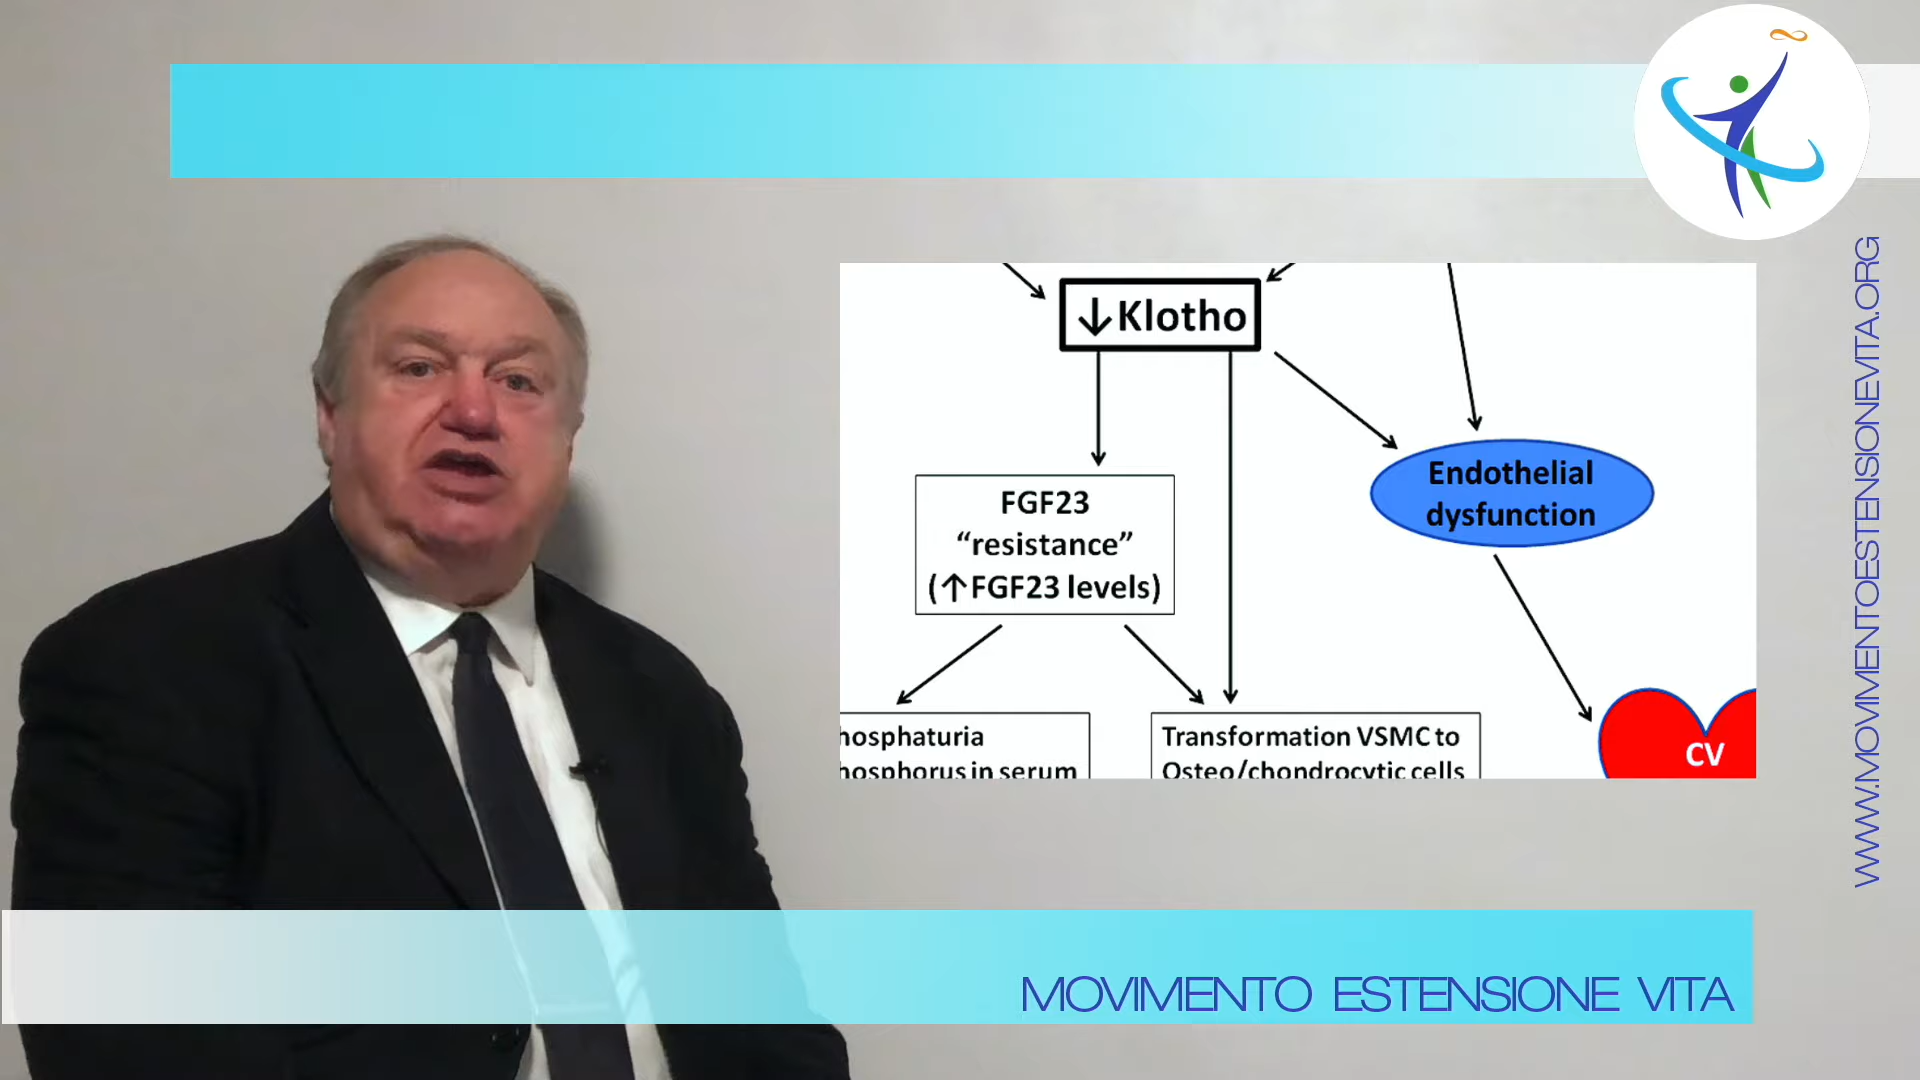 ↓Klotho
Endothelial
dysfunction
FGF23
“resistance”
(↑FGF23 levels)
hosphaturia
hosphorus in serum
Transformation VSMC to
Osteo/chondrocytic cells
CV
WWW.MOVIMENTOESTENSIONEVITA.ORG
MOVIMENTO ESTENSIONE VITA